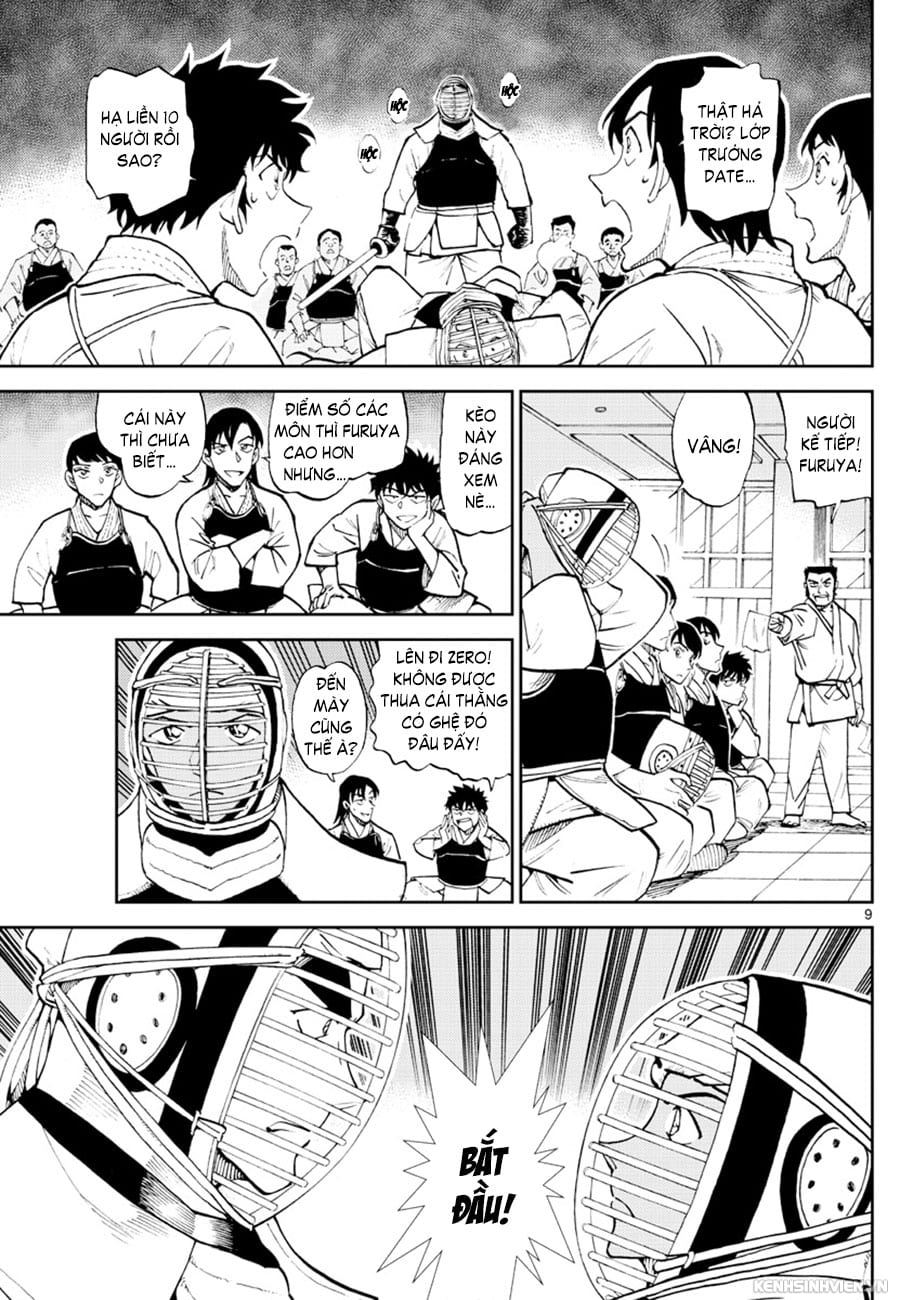 THẬT HẢ
TRỜI? LỚP
TRƯỞNG
DATE...
HỘC
HỘC
HỘC
HẠ LIỀN 10
NGƯỜI RỒI
SAO?
NGƯỜI
KẾ TIẾP!
FURUYA!
VÂNG!
KÈO
NÀY
ĐÁNG
XEM
NÈ...
ĐIỂM SỐ CÁC
MÔN THÌ FURUYA
CAO HƠN
NHƯNG...
CÁI NÀY
THÌ CHƯA
BIẾT...
LÊN ĐI ZERO!
KHÔNG ĐƯỢC
THUA CÁI THẰNG
CÓ GHỆ ĐÓ
ĐÂU ĐẤY!
ĐẾN
MÀY
CŨNG
THẾ À?
9
BẮT
ĐẦU!
KENHSINHVIEN.VN